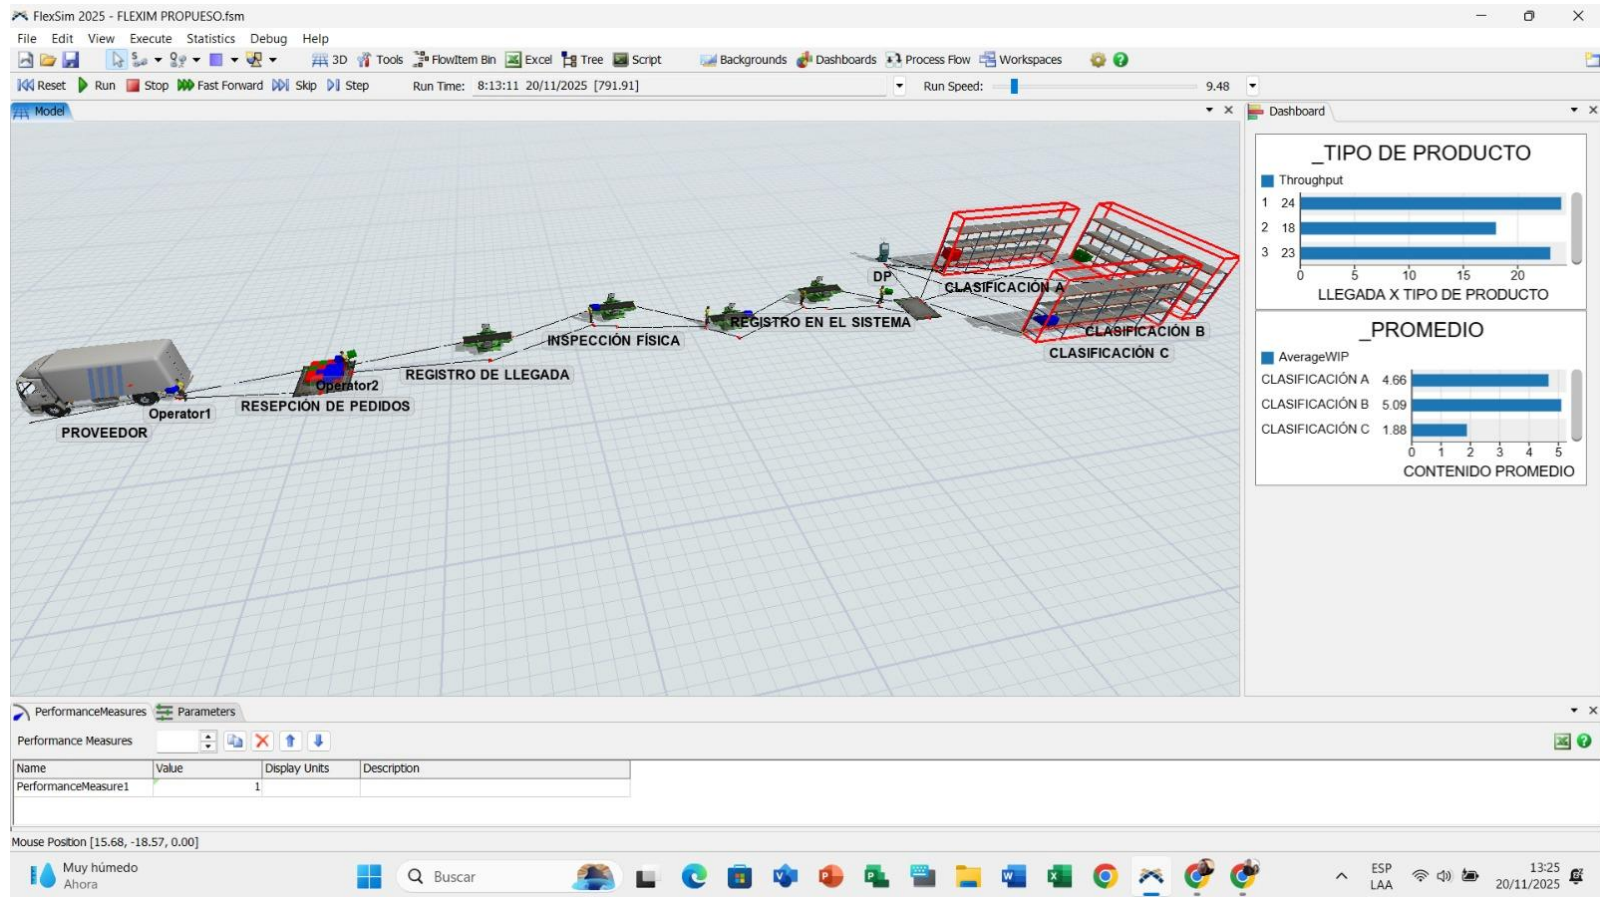 FlexSim 2025 - FLEXIM PROPUESO.fsm
File Edit View Execute Statistics Debug Help
3D Tools FlowItem Bin Excel Tree Script Backgrounds Dashboards Process Flow Workspaces
Reset Run Stop Fast Forward Skip Step Run Time: 8:13:11 20/11/2025 [791.91] Run Speed: 9.48
Model
Dashboard
_TIPO DE PRODUCTO
Throughput
1 24
2 18
3 23
0 5 10 15 20
LLEGADA X TIPO DE PRODUCTO
_PROMEDIO
AverageWIP
CLASIFICACIÓN A 4.66
CLASIFICACIÓN B 5.09
CLASIFICACIÓN C 1.88
0 1 2 3 4 5
CONTENIDO PROMEDIO
DP
CLASIFICACIÓN A
REGISTRO EN EL SISTEMA
CLASIFICACIÓN B
INSPECCIÓN FÍSICA
CLASIFICACIÓN C
REGISTRO DE LLEGADA
Operator2
RESEPCIÓN DE PEDIDOS
Operator1
PROVEEDOR
PerformanceMeasures Parameters
Performance Measures
Name Value Display Units Description
PerformanceMeasure1 1
Mouse Position [15.68, -18.57, 0.00]
Muy húmedo
Ahora
Buscar
ESP
LAA
13:25
20/11/2025